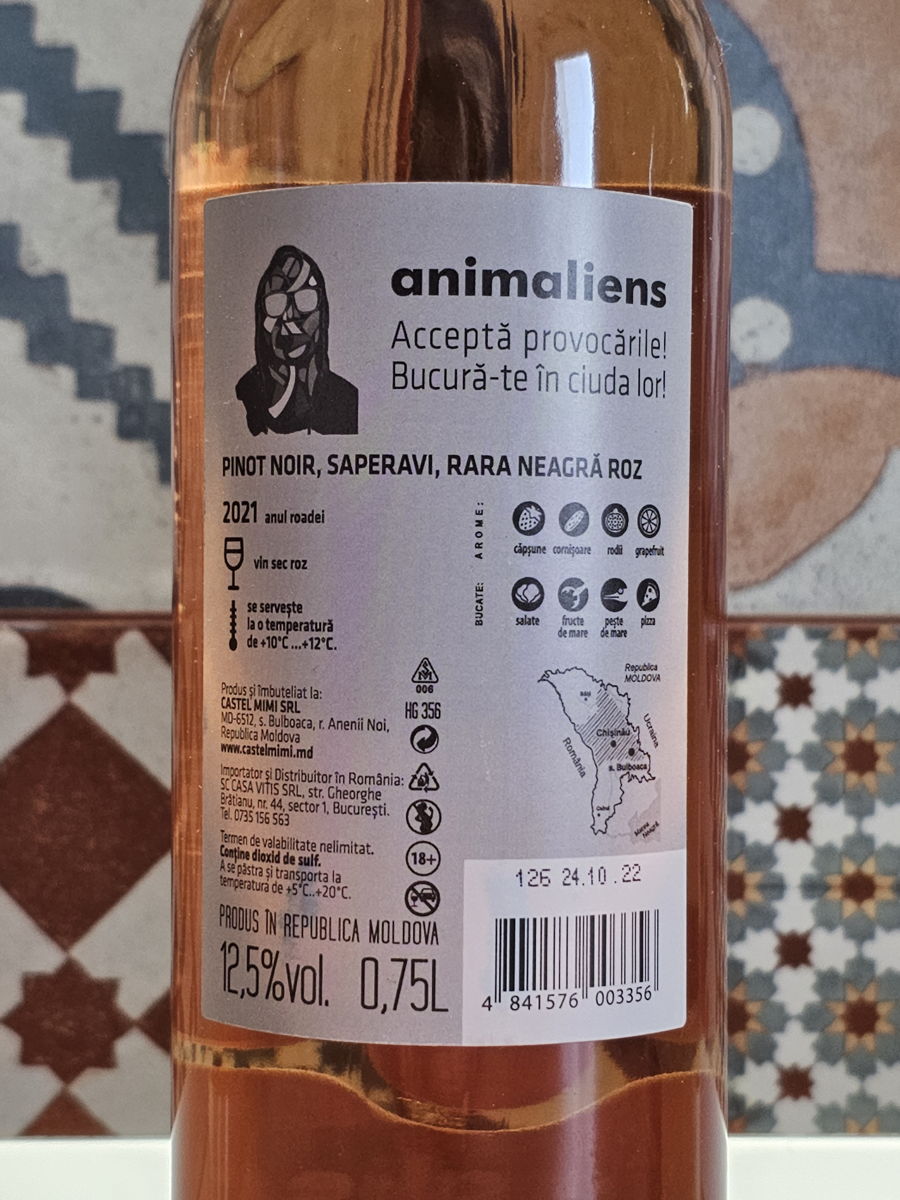 animaliens
Acceptă provocările!
Bucură-te în ciuda lor!
PINOT NOIR, SAPERAVI, RARA NEAGRĂ ROZ
2021 anul roadei
vin sec roz
se servește
la o temperatură
de +10°C ...+12°C.
AROME:
căpșune cornișoare rodii grapefruit
BUCATE:
salate fructe de mare pește de mare pizza
Produs și îmbuteliat la:
CASTEL MIMI SRL
MD-6512, s. Bulboaca, r. Anenii Noi,
Republica Moldova
www.castelmimi.md
Importator și Distribuitor în România:
SC CASA VITIS SRL, str. Gheorghe
Brătianu, nr. 44, sector 1, București.
Tel. 0735 156 563
Termen de valabilitate nelimitat.
Conține dioxid de sulf.
A se păstra și transporta la
temperatura de +5°C..+20°C.
PRODUS ÎN REPUBLICA MOLDOVA
12,5%vol. 0,75L
006
HG 356
18+
Republica
MOLDOVA
Bălți
Chișinău
Ucraina
România
s. Bulboaca
Cahul
Marea
Neagră
126 24.10 .22
4 841576 003356